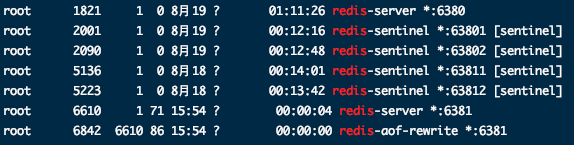 root 1821 1 0 8月19 ? 01:11:26 redis-server *:6380
root 2001 1 0 8月19 ? 00:12:16 redis-sentinel *:63801 [sentinel]
root 2090 1 0 8月19 ? 00:12:48 redis-sentinel *:63802 [sentinel]
root 5136 1 0 8月18 ? 00:14:01 redis-sentinel *:63811 [sentinel]
root 5223 1 0 8月18 ? 00:13:42 redis-sentinel *:63812 [sentinel]
root 6610 1 71 15:54 ? 00:00:04 redis-server *:6381
root 6842 6610 86 15:54 ? 00:00:00 redis-aof-rewrite *:6381